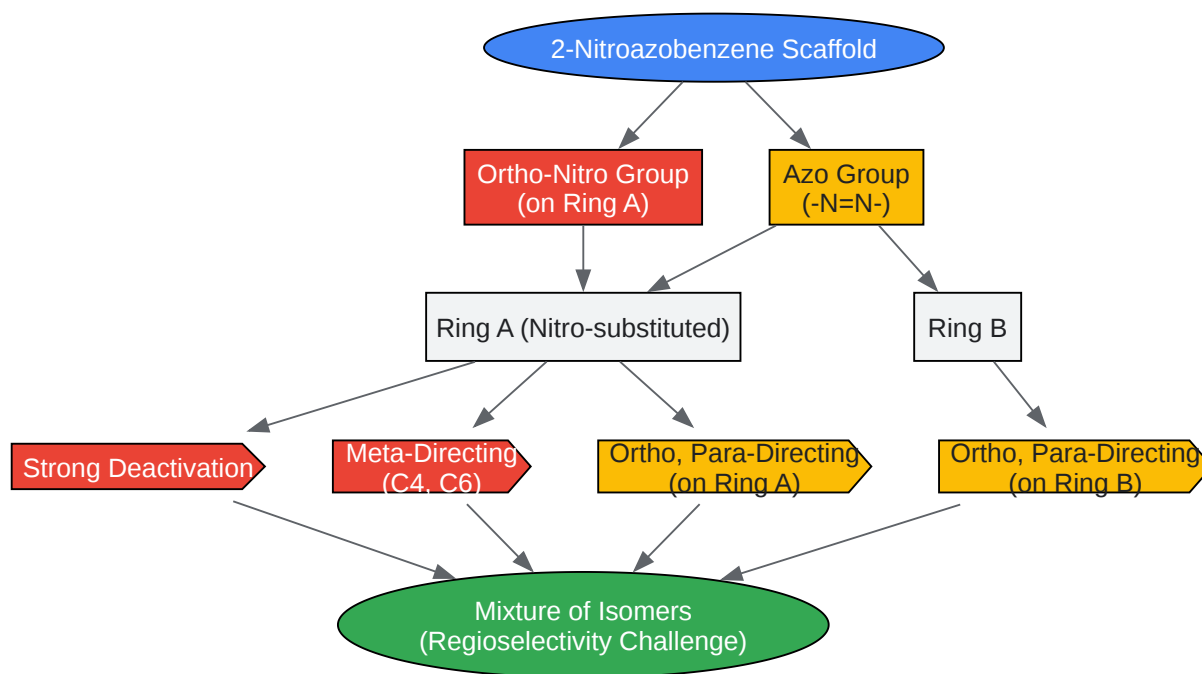 2-Nitroazobenzene Scaffold
Ortho-Nitro Group
(on Ring A)
Azo Group
(-N=N-)
Ring A (Nitro-substituted)
Ring B
Strong Deactivation
Meta-Directing
(C4, C6)
Ortho, Para-Directing
(on Ring A)
Ortho, Para-Directing
(on Ring B)
Mixture of Isomers
(Regioselectivity Challenge)